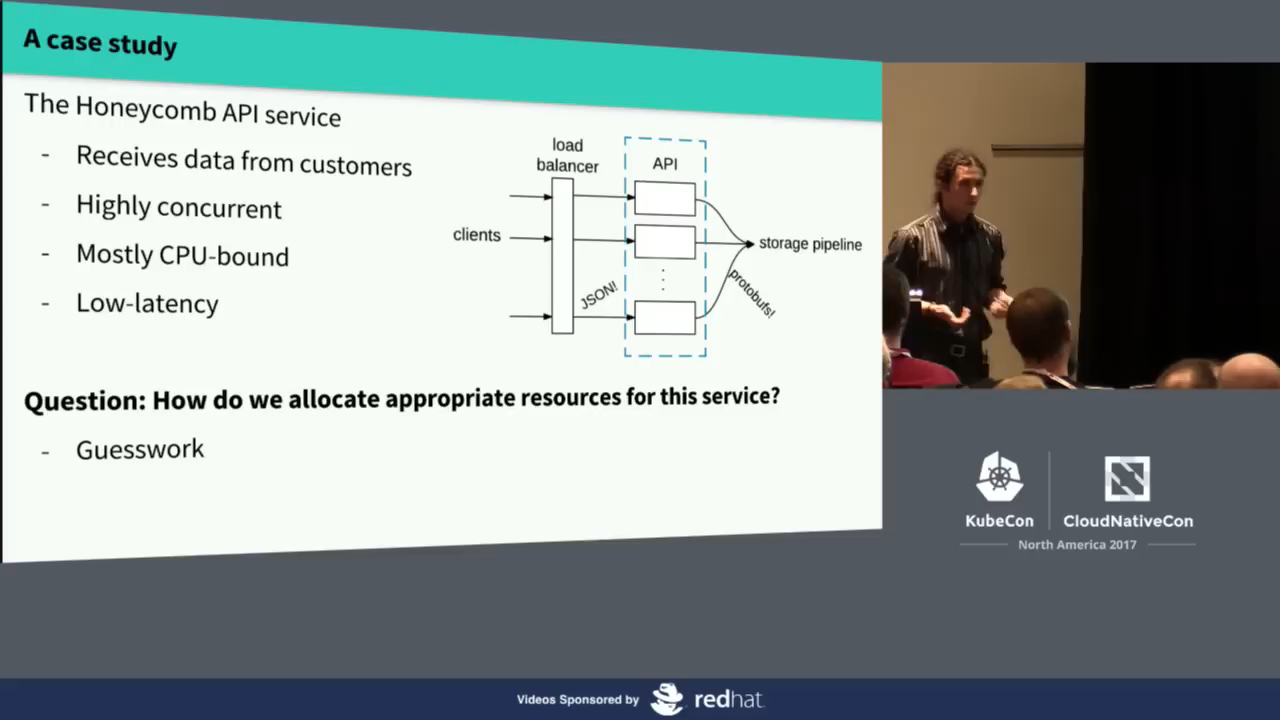 A case study
The Honeycomb API service
- Receives data from customers
- Highly concurrent
- Mostly CPU-bound
- Low-latency
load
balancer
API
clients
storage pipeline
JSON!
protobufs!
Question: How do we allocate appropriate resources for this service?
- Guesswork
KubeCon
CloudNativeCon
North America 2017
Videos Sponsored by
redhat